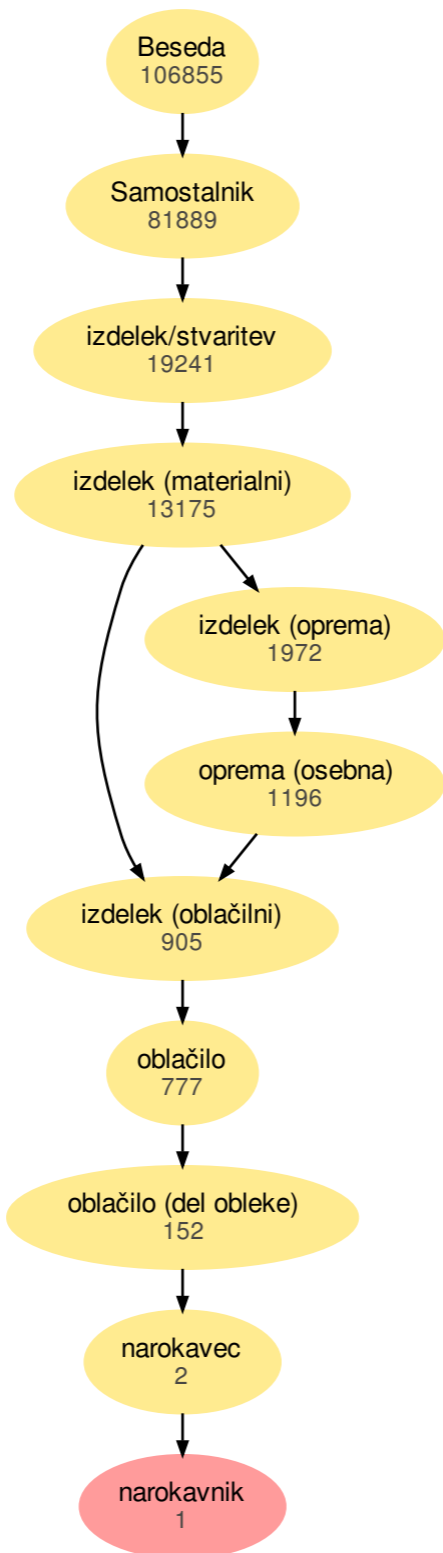 Beseda
106855
Samostalnik
81889
izdelek/stvaritev
19241
izdelek (materialni)
13175
izdelek (oprema)
1972
oprema (osebna)
1196
izdelek (oblačilni)
905
oblačilo
777
oblačilo (del obleke)
152
narokavec
2
narokavnik
1